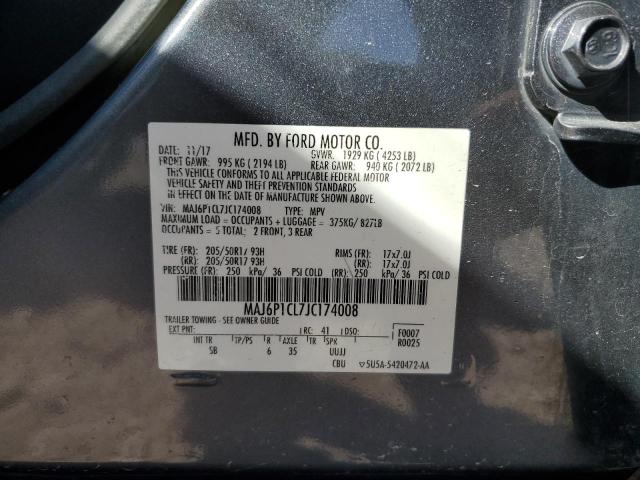 MFD. BY FORD MOTOR CO.
DATE: 11/17 GVWR: 1929 KG ( 4253 LB)
FRONT GAWR: 995 KG ( 2194 LB) REAR GAWR: 940 KG ( 2072 LB)
THIS VEHICLE CONFORMS TO ALL APPLICABLE FEDERAL MOTOR
VEHICLE SAFETY AND THEFT PREVENTION STANDARDS
IN EFFECT ON THE DATE OF MANUFACTURE SHOWN ABOVE.
VIN: MAJ6P1CL7JC174008 TYPE: MPV
MAXIMUM LOAD = OCCUPANTS + LUGGAGE = 375KG/ 827LB
OCCUPANTS = 5 TOTAL: 2 FRONT, 3 REAR
TIRE (FR): 205/50R17 93H RIMS (FR): 17x7.0J
(RR): 205/50R17 93H (RR): 17x7.0J
PRESSURE (FR) 250 kPa/ 36 PSI COLD (RR) 250 kPa/36 PSI COLD
MAJ6P1CL7JC174008
TRAILER TOWING - SEE OWNER GUIDE
EXT PNT: RC: 41 DSO: F0007
R0025
INT TR TP/PS R AXLE TR SPR
SB 6 35 UUJJ
CBU ▽5U5A-5420472-AA